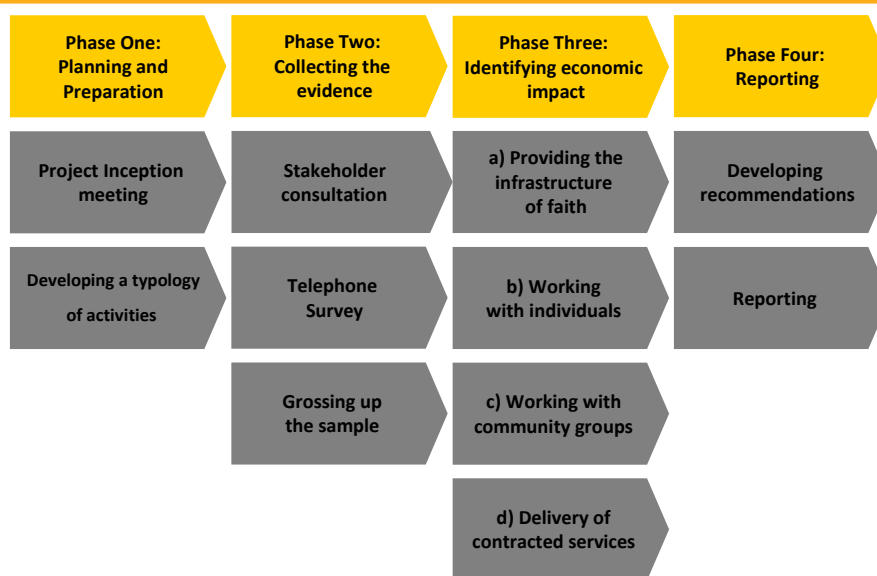 Phase One:
Planning and
Preparation
Phase Two:
Collecting the
evidence
Phase Three:
Identifying economic
impact
Phase Four:
Reporting
Project Inception
meeting
Stakeholder
consultation
a) Providing the
infrastructure
of faith
Developing
recommendations
Developing a typology
of activities
Telephone
Survey
b) Working
with individuals
Reporting
Grossing up
the sample
c) Working with
community groups
d) Delivery of
contracted services